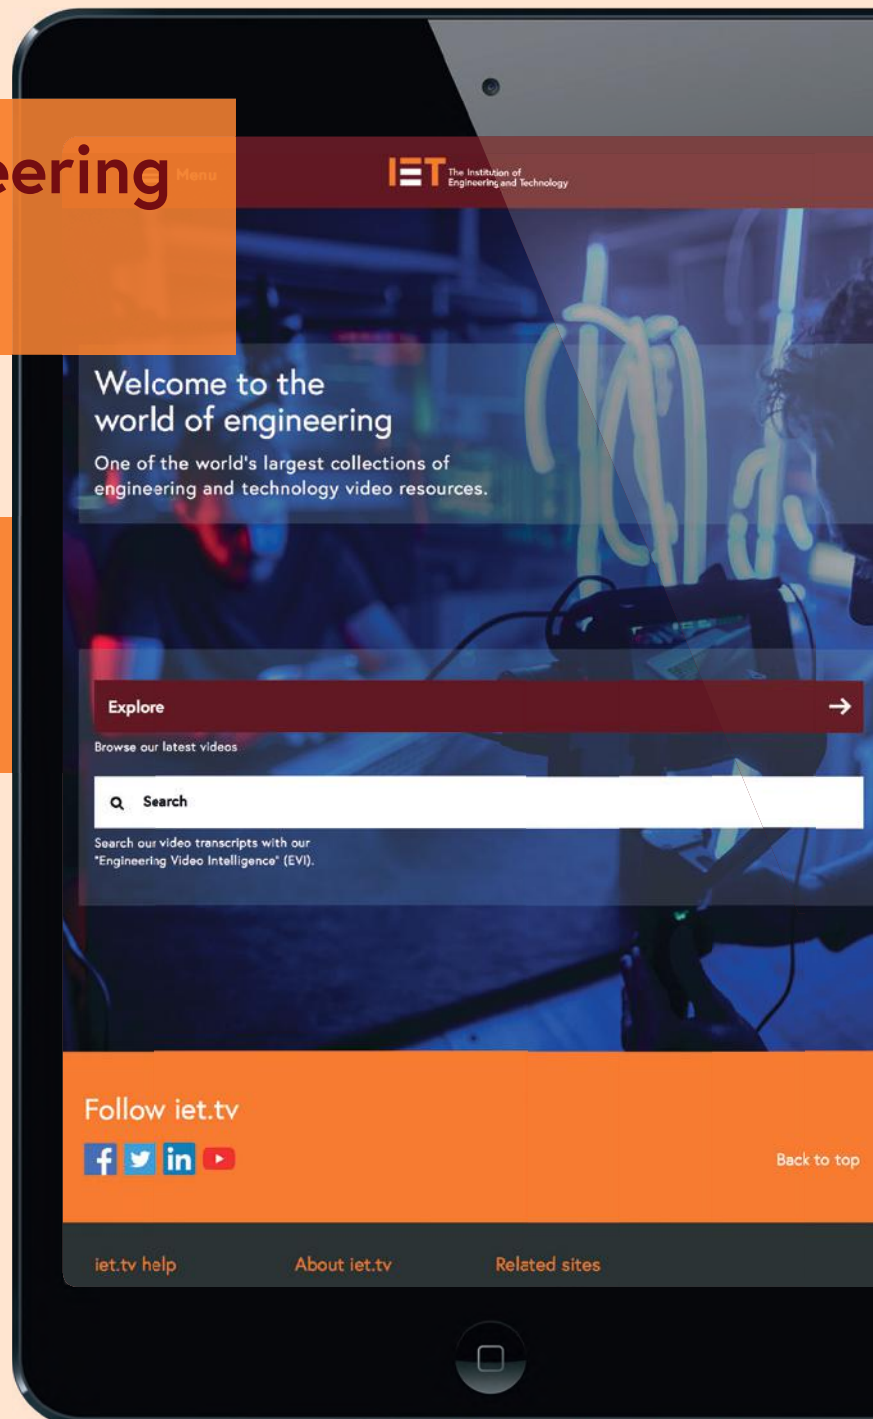 eering
Menu
IET
The Institution of
Engineering and Technology
Welcome to the
world of engineering
One of the world's largest collections of
engineering and technology video resources.
Explore
Browse our latest videos
Search
Search our video transcripts with our
"Engineering Video Intelligence" (EVI).
Follow iet.tv
f in
Back to top
iet.tv help About iet.tv Related sites